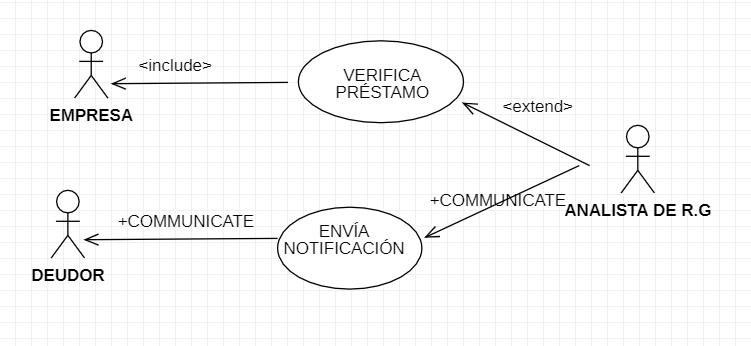 <include>
VERIFICA
PRÉSTAMO
EMPRESA
<extend>
+COMMUNICATE
ANALISTA DE R.G
+COMMUNICATE
ENVÍA
NOTIFICACIÓN
DEUDOR